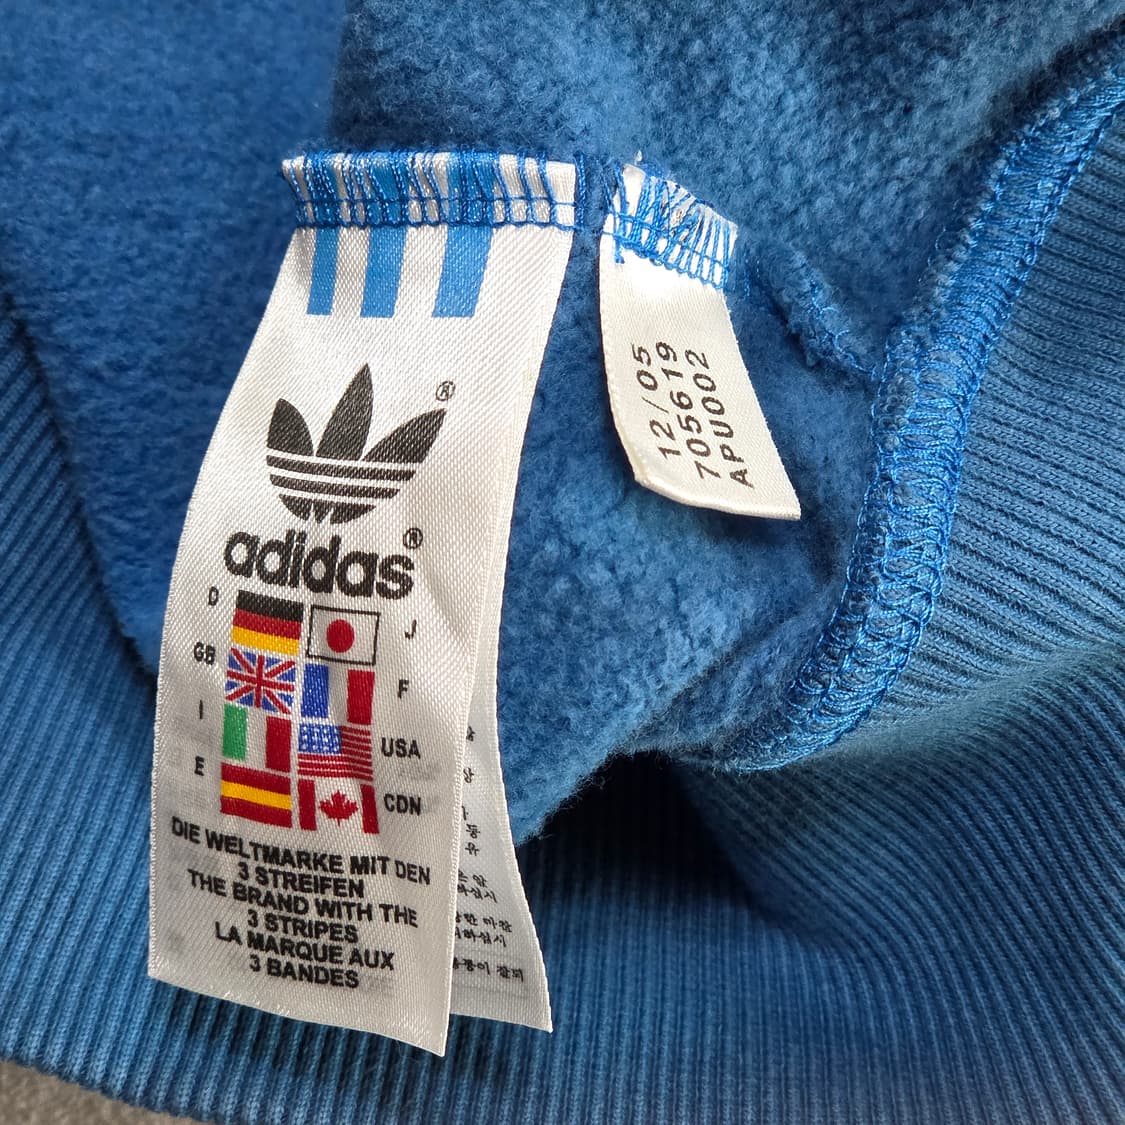 adidas®
®
D
J
GB
F
I
USA
E
CDN
DIE WELTMARKE MIT DEN
3 STREIFEN
THE BRAND WITH THE
3 STRIPES
LA MARQUE AUX
3 BANDES
12/05
705619
APU002